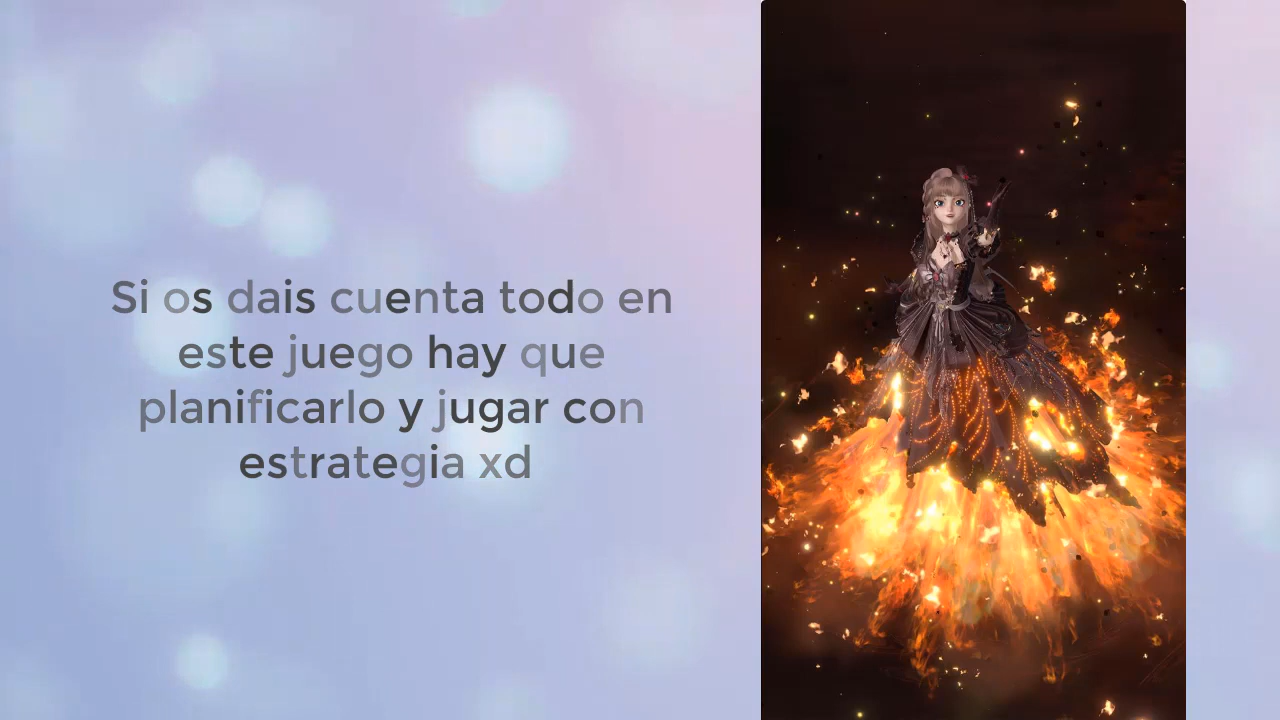 Si os dais cuenta todo en
este juego hay que
planificarlo y jugar con
estrategia xd